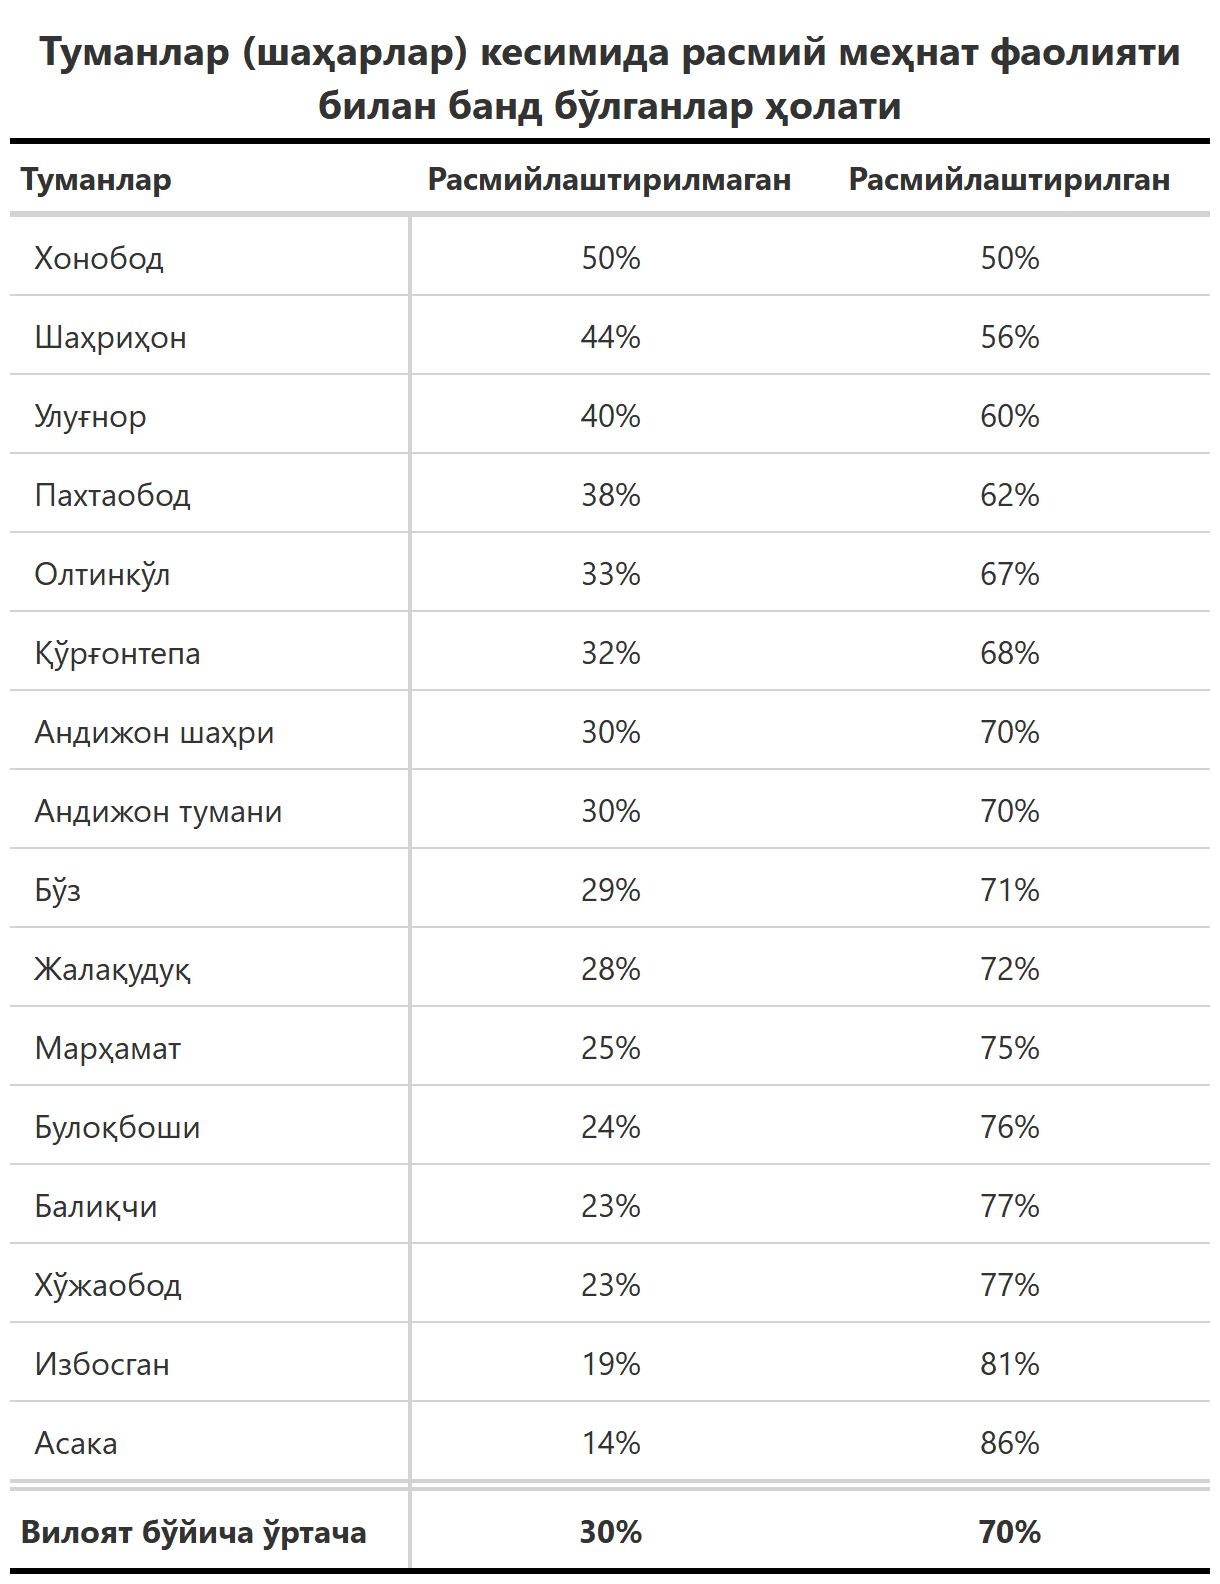 Туманлар (шаҳарлар) кесимида расмий меҳнат фаолияти
билан банд бўлганлар ҳолати
Туманлар Расмийлаштирилмаган Расмийлаштирилган
Хонобод 50% 50%
Шаҳриҳон 44% 56%
Улуғнор 40% 60%
Пахтаобод 38% 62%
Олтинкўл 33% 67%
Қўрғонтепа 32% 68%
Андижон шаҳри 30% 70%
Андижон тумани 30% 70%
Бўз 29% 71%
Жалақудуқ 28% 72%
Марҳамат 25% 75%
Булоқбоши 24% 76%
Балиқчи 23% 77%
Хўжаобод 23% 77%
Избосган 19% 81%
Асака 14% 86%
Вилоят бўйича ўртача 30% 70%